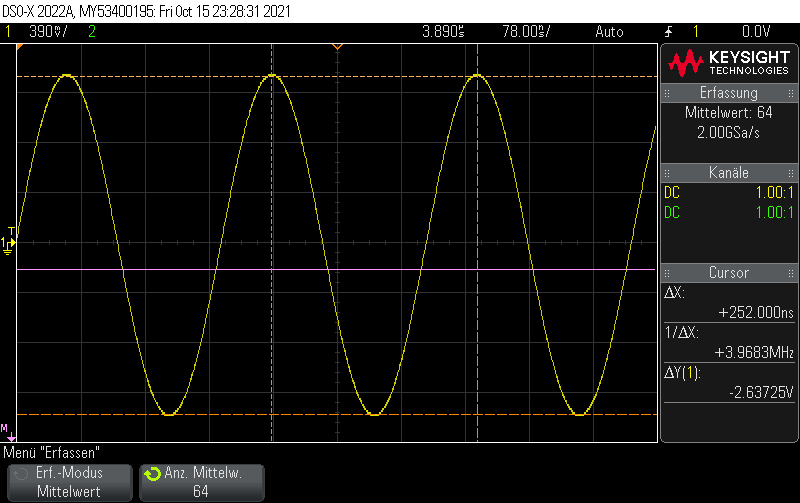 DSO-X 2022A, MY53400195: Fri Oct 15 23:28:31 2021
1 390mV/ 2 3.890s 78.00s/ Auto 1 0.0V
KEYSIGHT
TECHNOLOGIES
Erfassung
Mittelwert: 64
2.00GSa/s
Kanäle
DC 1.00:1
DC 1.00:1
Cursor
ΔX:
+252.000ns
1/ΔX:
+3.9683MHz
ΔY(1):
-2.63725V
T
1
M
Menü "Erfassen"
Erf.-Modus
Mittelwert
Anz. Mittelw.
64